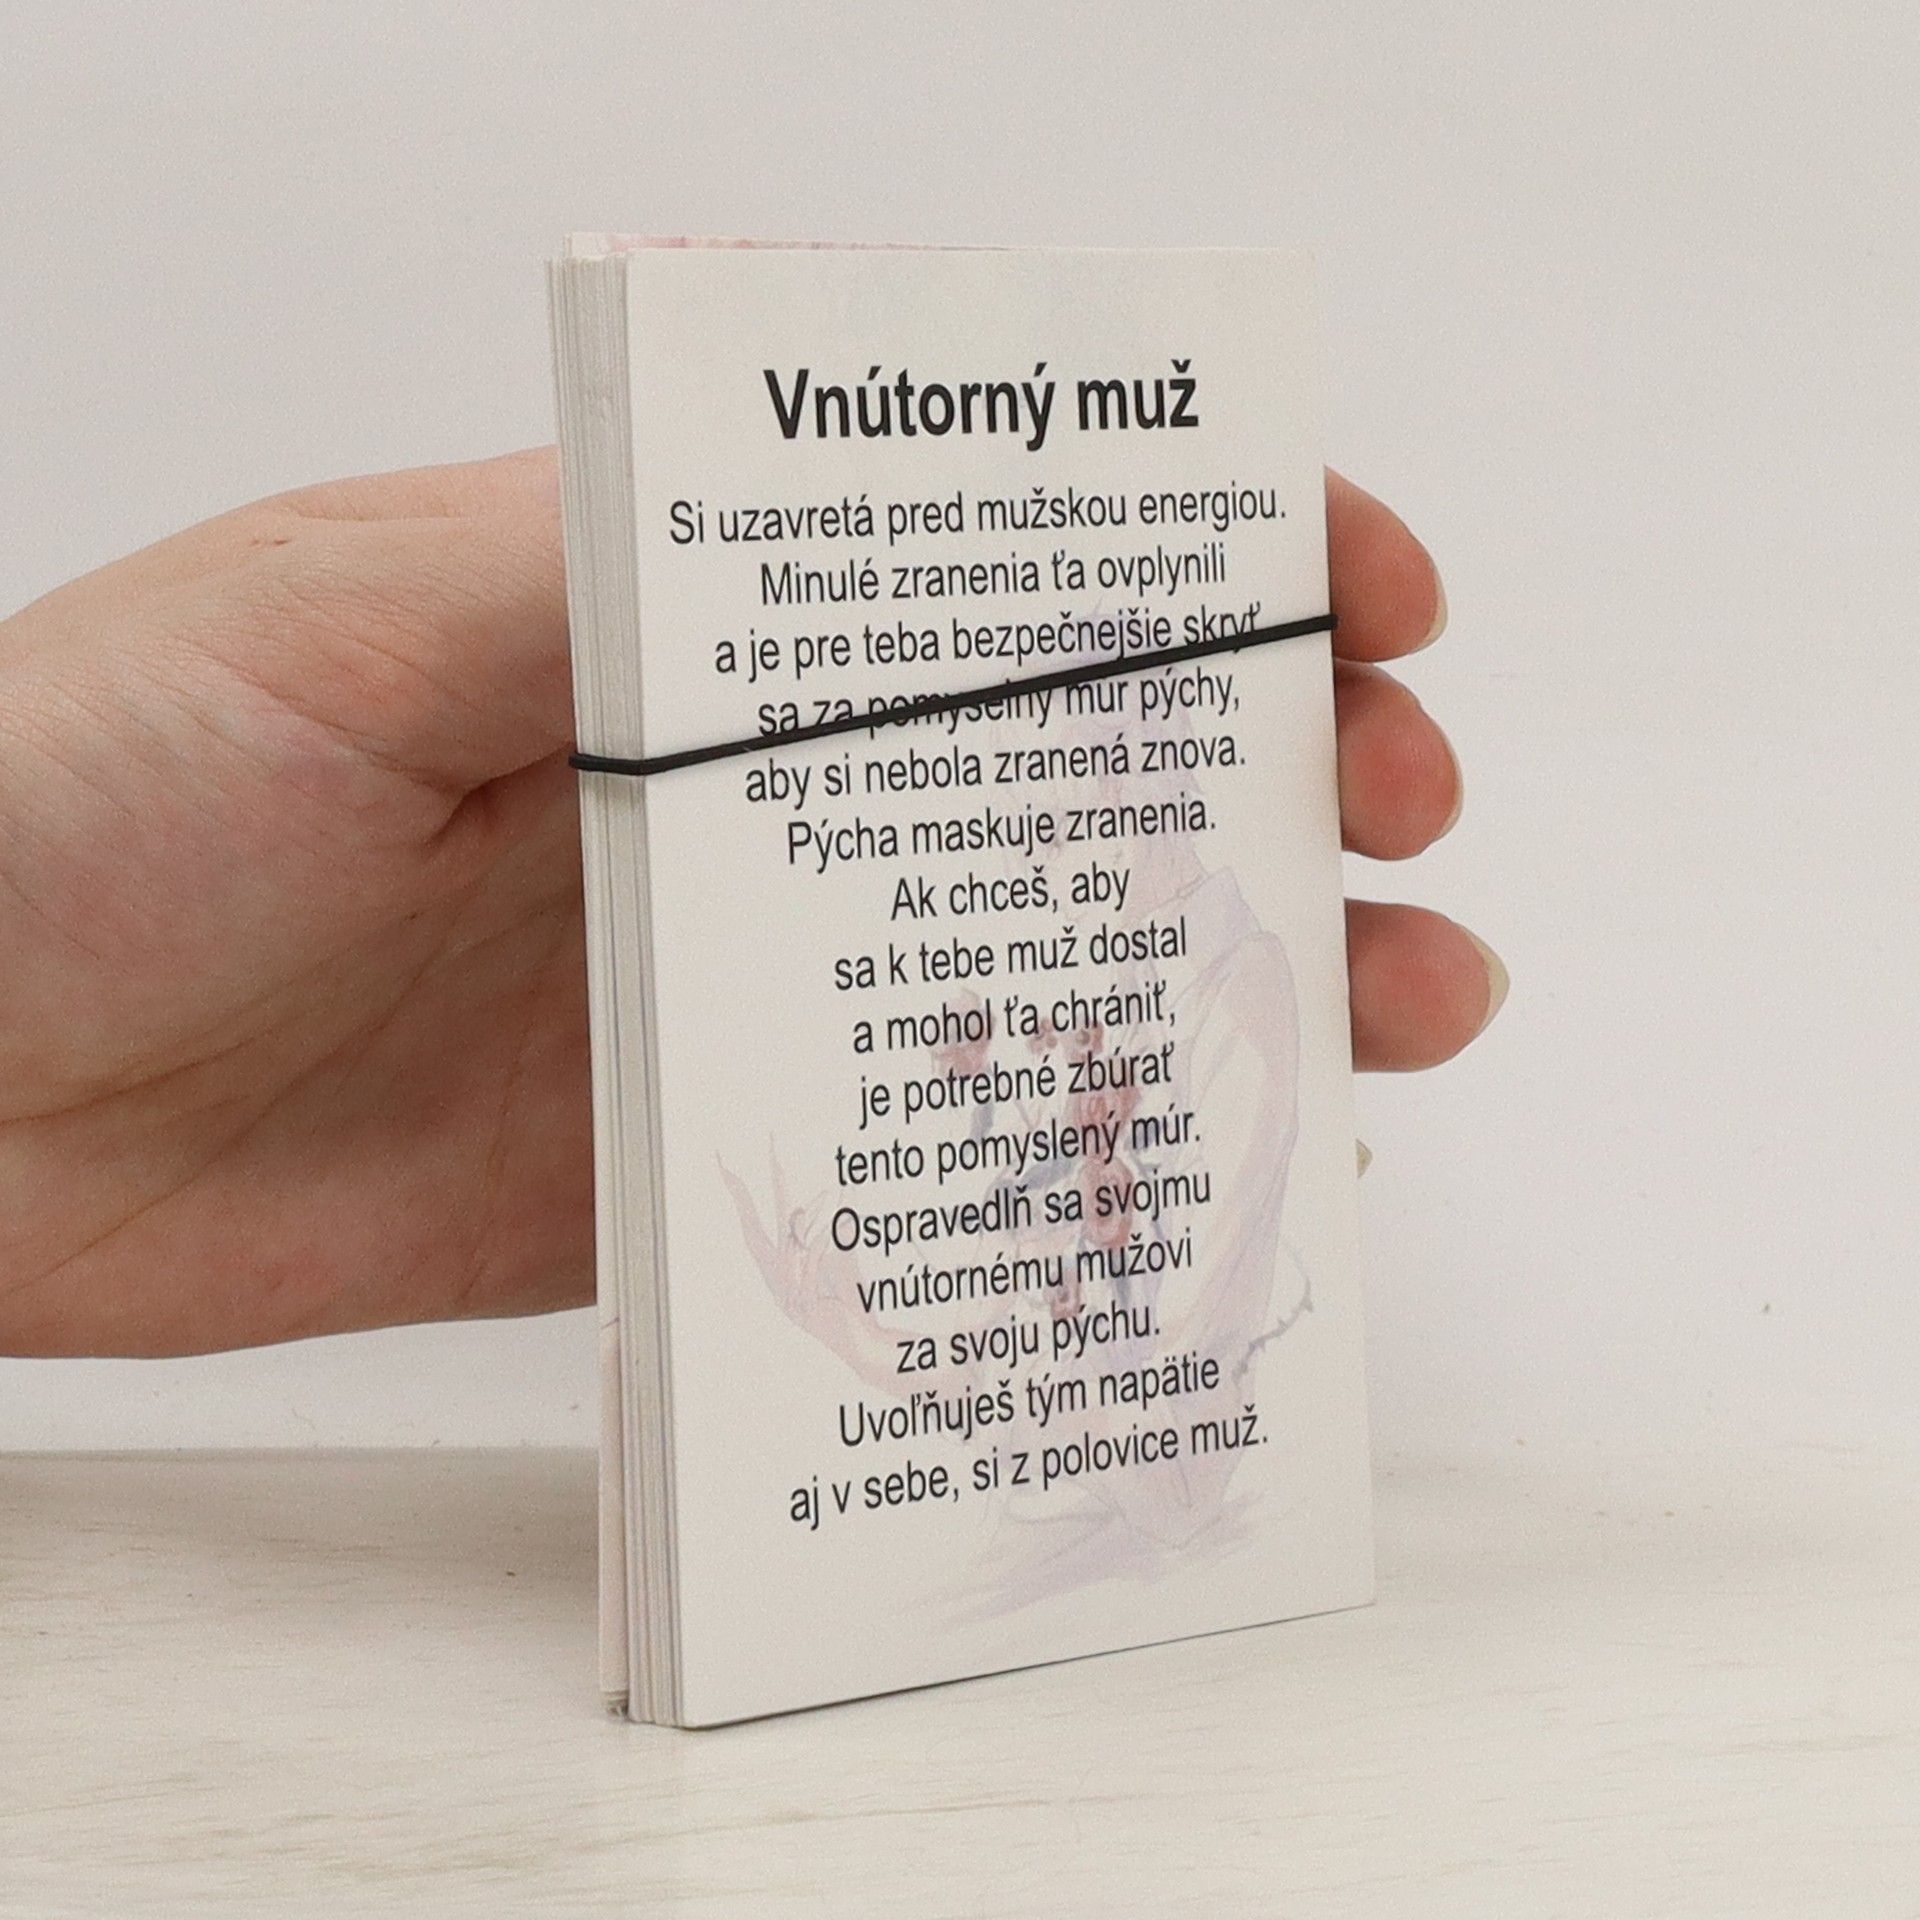 Vnútorný muž
Si uzavretá pred mužskou energiou.
Minulé zranenia ťa ovplynili
a je pre teba bezpečnejšie skryť
sa za pomyselný múr pýchy,
aby si nebola zranená znova.
Pýcha maskuje zranenia.
Ak chceš, aby
sa k tebe muž dostal
a mohol ťa chrániť,
je potrebné zbúrať
tento pomyslený múr.
Ospravedlň sa svojmu
vnútornému mužovi
za svoju pýchu.
Uvoľňuješ tým napätie
aj v sebe, si z polovice muž.